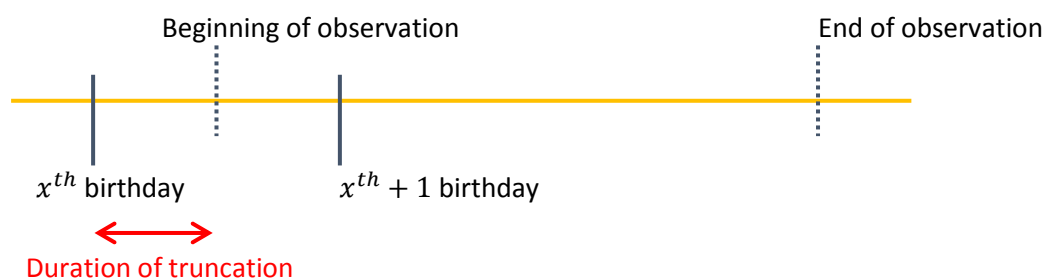 Beginning of observation
End of observation
x^{th} birthday
x^{th} + 1 birthday
Duration of truncation